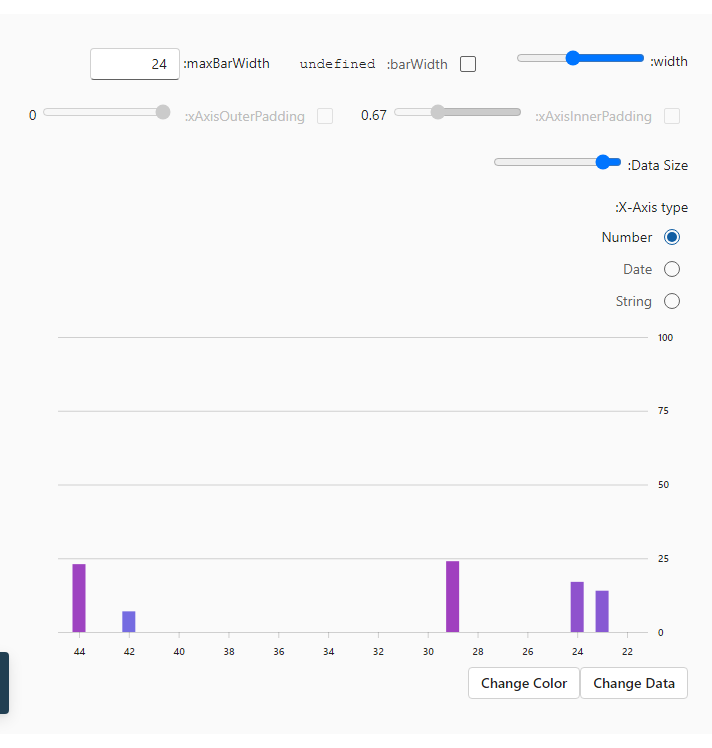 width:
barWidth: undefined
maxBarWidth: 24
xAxisInnerPadding: 0.67
xAxisOuterPadding: 0
Data Size:
X-Axis type:
Number
Date
String
100
75
50
25
0
44 42 40 38 36 34 32 30 28 26 24 22
Change Color Change Data